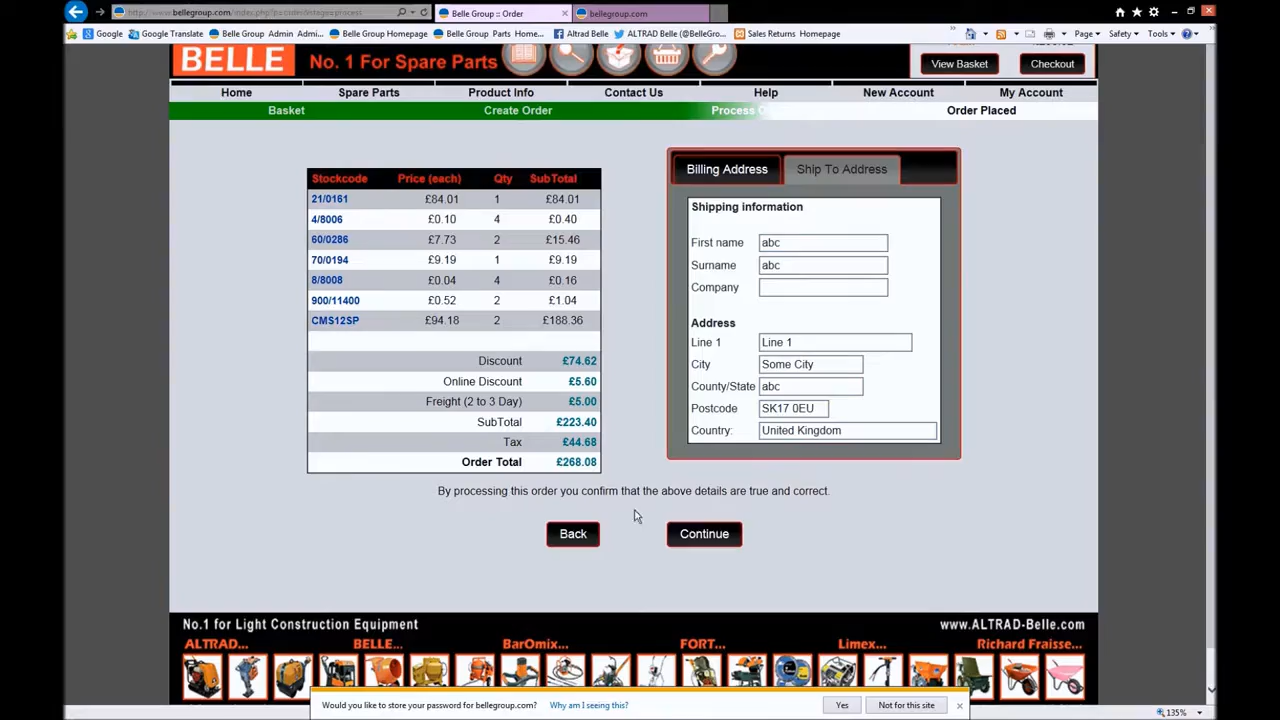 Belle Group :: Order
bellegroup.com
Google Google Translate Belle Group Admin Admi... Belle Group Homepage Belle Group Parts Home... Altrad Belle ALTRAD Belle (@BelleGro... Sales Returns Homepage
Page Safety Tools
BELLE No. 1 For Spare Parts
View Basket Checkout
Home Spare Parts Product Info Contact Us Help New Account My Account
Basket Create Order Process Order Placed
Stockcode Price (each) Qty SubTotal
21/0161 £84.01 1 £84.01
4/8006 £0.10 4 £0.40
60/0286 £7.73 2 £15.46
70/0194 £9.19 1 £9.19
8/8008 £0.04 4 £0.16
900/11400 £0.52 2 £1.04
CMS12SP £94.18 2 £188.36
Discount £74.62
Online Discount £5.60
Freight (2 to 3 Day) £5.00
SubTotal £223.40
Tax £44.68
Order Total £268.08
Billing Address Ship To Address
Shipping information
First name abc
Surname abc
Company
Address
Line 1 Line 1
City Some City
County/State abc
Postcode SK17 0EU
Country: United Kingdom
By processing this order you confirm that the above details are true and correct.
Back Continue
No.1 for Light Construction Equipment www.ALTRAD-Belle.com
ALTRAD... BELLE... BarOmix... FORT... Limex... Richard Fraisse...
Would you like to store your password for bellegroup.com? Why am I seeing this? Yes Not for this site
135%